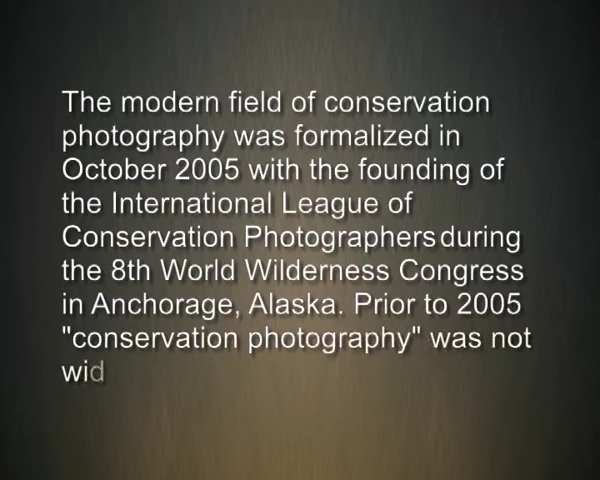 The modern field of conservation
photography was formalized in
October 2005 with the founding of
the International League of
Conservation Photographers during
the 8th World Wilderness Congress
in Anchorage, Alaska. Prior to 2005
"conservation photography" was not
wid